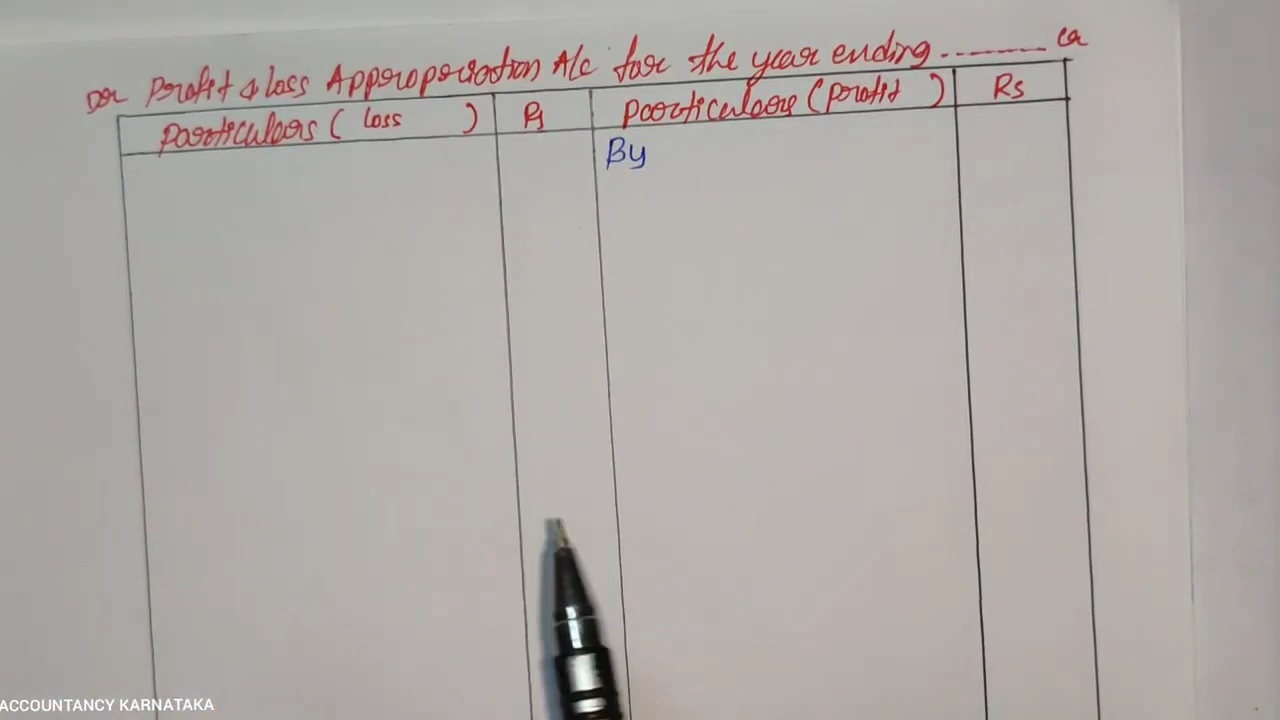 Dr Profit & loss Appropriation A/c for the year ending ......... Cr
Particulars ( Loss ) Rs Particulars ( Profit ) Rs
By
ACCOUNTANCY KARNATAKA